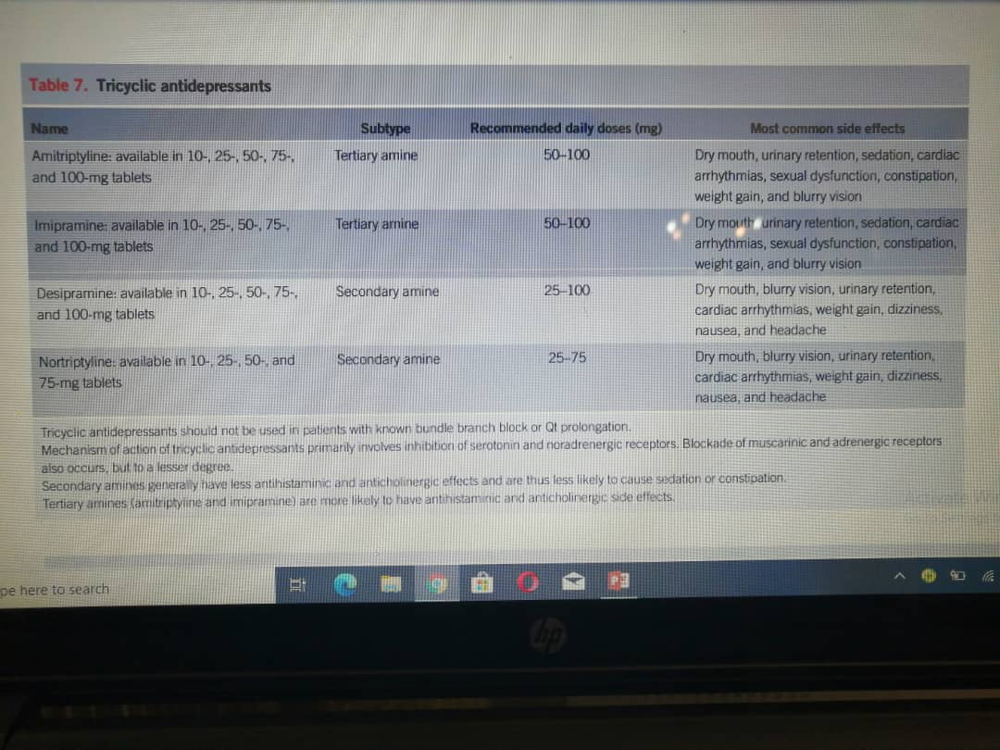 Table 7. Tricyclic antidepressants
Name Subtype Recommended daily doses (mg) Most common side effects
Amitriptyline: available in 10-, 25-, 50-, 75-, Tertiary amine 50–100 Dry mouth, urinary retention, sedation, cardiac
and 100-mg tablets arrhythmias, sexual dysfunction, constipation,
weight gain, and blurry vision
Imipramine: available in 10-, 25-, 50-, 75-, Tertiary amine 50–100 Dry mouth, urinary retention, sedation, cardiac
and 100-mg tablets arrhythmias, sexual dysfunction, constipation,
weight gain, and blurry vision
Desipramine: available in 10-, 25-, 50-, 75-, Secondary amine 25–100 Dry mouth, blurry vision, urinary retention,
and 100-mg tablets cardiac arrhythmias, weight gain, dizziness,
nausea, and headache
Nortriptyline: available in 10-, 25-, 50-, and Secondary amine 25–75 Dry mouth, blurry vision, urinary retention,
75-mg tablets cardiac arrhythmias, weight gain, dizziness,
nausea, and headache
Tricyclic antidepressants should not be used in patients with known bundle branch block or Qt prolongation.
Mechanism of action of tricyclic antidepressants primarily involves inhibition of serotonin and noradrenergic receptors. Blockade of muscarinic and adrenergic receptors
also occurs, but to a lesser degree.
Secondary amines generally have less antihistaminic and anticholinergic effects and are thus less likely to cause sedation or constipation.
Tertiary amines (amitriptyline and imipramine) are more likely to have antihistaminic and anticholinergic side effects.
Activate Wi
pe here to search
hp